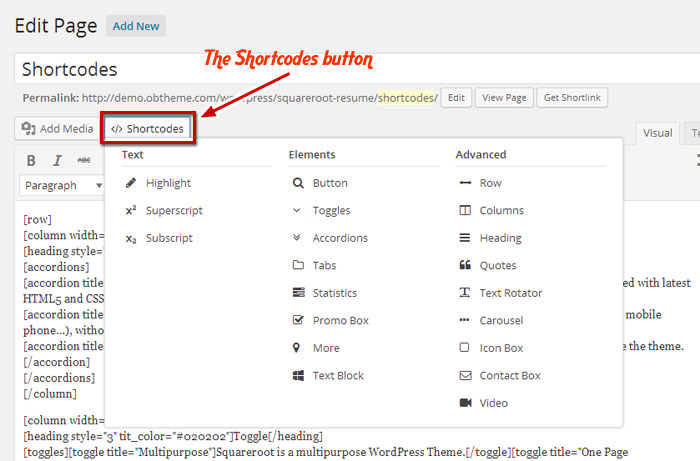 Edit Page Add New
The Shortcodes button
Shortcodes
Permalink: http://demo.obtheme.com/ press/squareroot-resume/shortcodes/ Edit View Page Get Shortlink
Add Media Shortcodes Visual
B I ABC
Paragraph
Text
Highlight
x² Superscript
x₂ Subscript
Elements
Button
Toggles
Accordions
Tabs
Statistics
Promo Box
More
Text Block
Advanced
Row
Columns
Heading
Quotes
Text Rotator
Carousel
Icon Box
Contact Box
Video
[row]
[column width=
[heading style="
[accordions]
[accordion title= ed with latest
HTML5 and CSS
[accordion title= mobile
phone...), witho
[accordion title= e the theme.
[/accordion]
[/accordions]
[/column]
[column width=
[heading style="3" tit_color="#020202"]Toggle[/heading]
[toggles][toggle title="Multipurpose"]Squareroot is a multipurpose WordPress Theme.[/toggle][toggle title="One Page